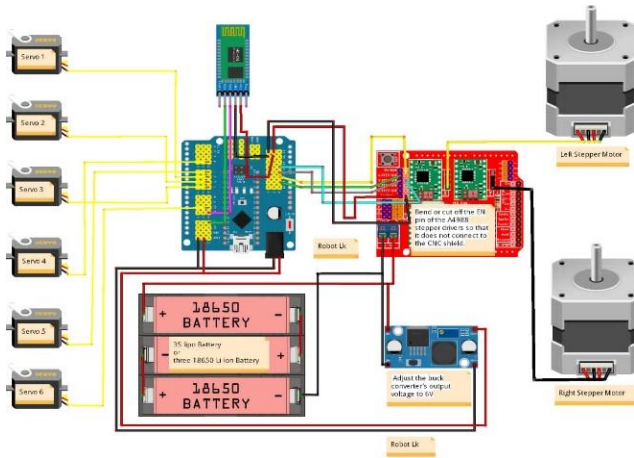 Servo 1
Servo 2
Servo 3
Servo 4
Servo 5
Servo 6
Left Stepper Motor
Bend or cut off the EN
pin of the A4988
stepper drivers so that
it does not connect to
the CNC shield.
Robot Lk
+ 18650 -
BATTERY
3S lipo Battery
or
three 18650 Li Ion Battery
- +
+ 18650 -
BATTERY
Adjust the buck
converter's output
voltage to 6V
Right Stepper Motor
Robot Lk